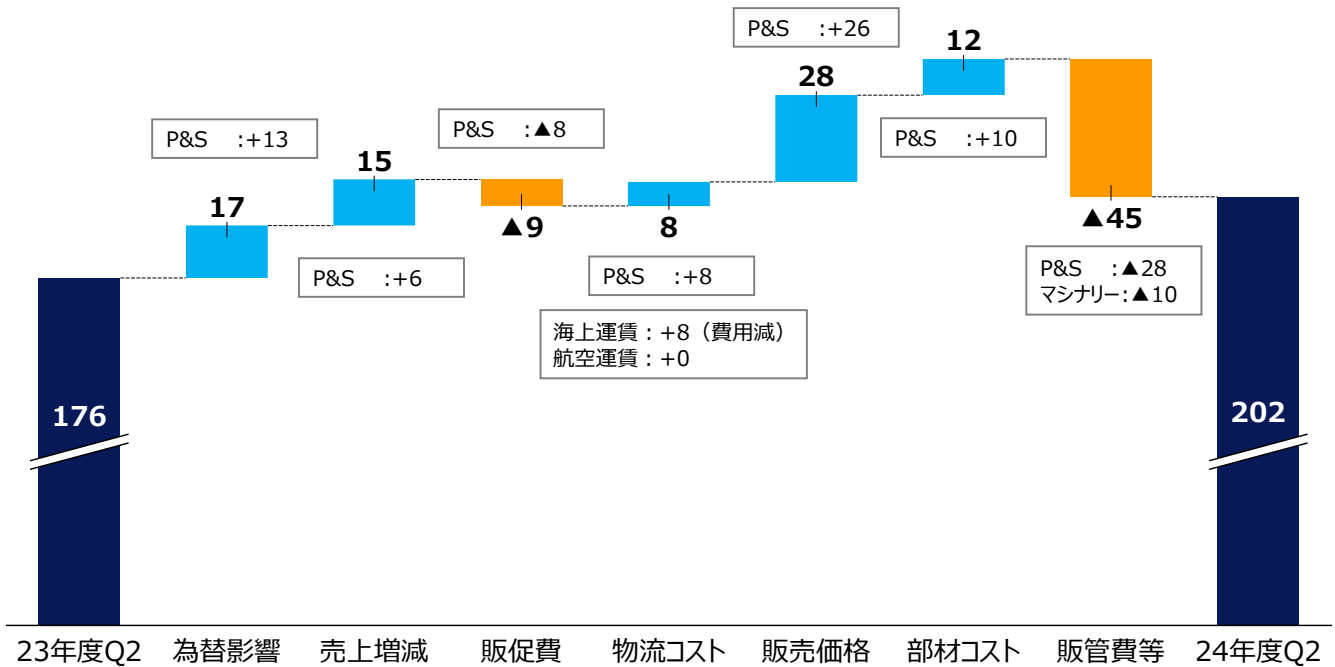 P&S :+26
12
28
P&S :+13
P&S :▲8
P&S :+10
15
17
▲9
8
▲45
P&S :+6
P&S :+8
P&S :▲28
マシナリー:▲10
海上運賃:+8(費用減)
航空運賃:+0
176
202
23年度Q2 為替影響 売上増減 販促費 物流コスト 販売価格 部材コスト 販管費等 24年度Q2